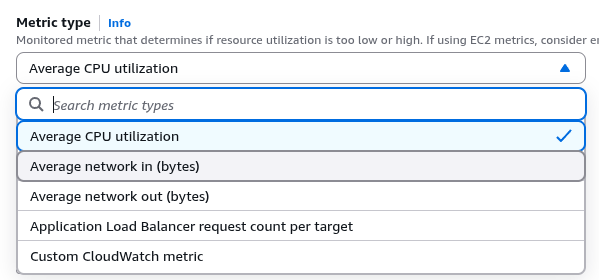 Metric type Info
Monitored metric that determines if resource utilization is too low or high. If using EC2 metrics, consider
Average CPU utilization
Search metric types
Average CPU utilization
Average network in (bytes)
Average network out (bytes)
Application Load Balancer request count per target
Custom CloudWatch metric